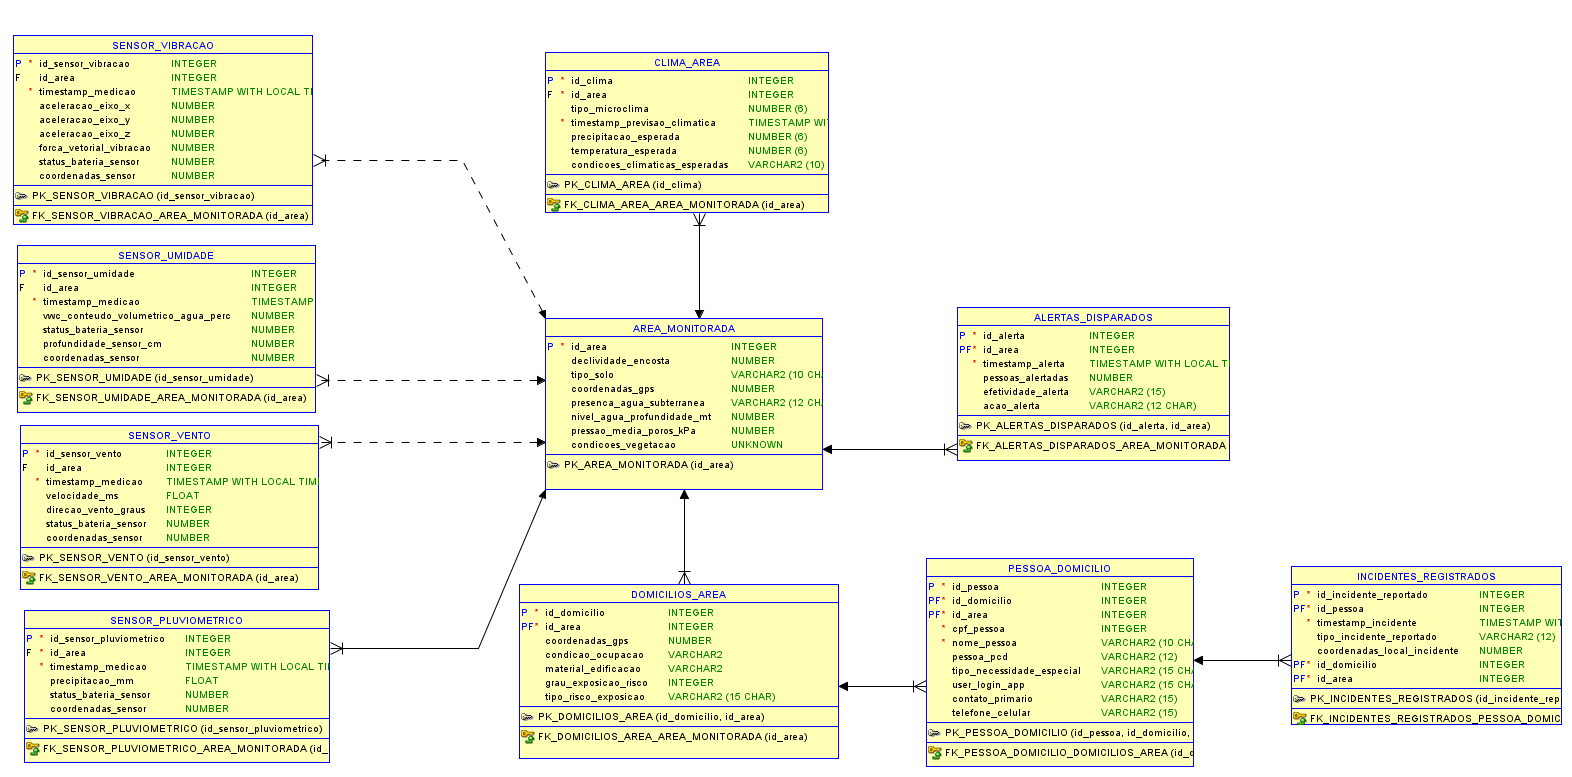 SENSOR_VIBRACAO
P * id_sensor_vibracao INTEGER
F id_area INTEGER
* timestamp_medicao TIMESTAMP WITH LOCAL TI
aceleracao_eixo_x NUMBER
aceleracao_eixo_y NUMBER
aceleracao_eixo_z NUMBER
forca_vetorial_vibracao NUMBER
status_bateria_sensor NUMBER
coordenadas_sensor NUMBER
PK_SENSOR_VIBRACAO (id_sensor_vibracao)
FK_SENSOR_VIBRACAO_AREA_MONITORADA (id_area)
SENSOR_UMIDADE
P * id_sensor_umidade INTEGER
F id_area INTEGER
* timestamp_medicao TIMESTAMP
vwc_conteudo_volumetrico_agua_perc NUMBER
status_bateria_sensor NUMBER
profundidade_sensor_cm NUMBER
coordenadas_sensor NUMBER
PK_SENSOR_UMIDADE (id_sensor_umidade)
FK_SENSOR_UMIDADE_AREA_MONITORADA (id_area)
SENSOR_VENTO
P * id_sensor_vento INTEGER
F id_area INTEGER
* timestamp_medicao TIMESTAMP WITH LOCAL TIM
velocidade_ms FLOAT
direcao_vento_graus INTEGER
status_bateria_sensor NUMBER
coordenadas_sensor NUMBER
PK_SENSOR_VENTO (id_sensor_vento)
FK_SENSOR_VENTO_AREA_MONITORADA (id_area)
SENSOR_PLUVIOMETRICO
P * id_sensor_pluviometrico INTEGER
F * id_area INTEGER
* timestamp_medicao TIMESTAMP WITH LOCAL TI
precipitacao_mm FLOAT
status_bateria_sensor NUMBER
coordenadas_sensor NUMBER
PK_SENSOR_PLUVIOMETRICO (id_sensor_pluviometrico)
FK_SENSOR_PLUVIOMETRICO_AREA_MONITORADA (id_
CLIMA_AREA
P * id_clima INTEGER
F * id_area INTEGER
tipo_microclima NUMBER (6)
* timestamp_previsao_climatica TIMESTAMP WI
precipitacao_esperada NUMBER (6)
temperatura_esperada NUMBER (6)
condicoes_climaticas_esperadas VARCHAR2 (10)
PK_CLIMA_AREA (id_clima)
FK_CLIMA_AREA_AREA_MONITORADA (id_area)
AREA_MONITORADA
P * id_area INTEGER
declividade_encosta NUMBER
tipo_solo VARCHAR2 (10 CHA
coordenadas_gps NUMBER
presenca_agua_subterranea VARCHAR2 (12 CHA
nivel_agua_profundidade_mt NUMBER
pressao_media_poros_kPa NUMBER
condicoes_vegetacao UNKNOWN
PK_AREA_MONITORADA (id_area)
ALERTAS_DISPARADOS
P * id_alerta INTEGER
PF* id_area INTEGER
* timestamp_alerta TIMESTAMP WITH LOCAL T
pessoas_alertadas NUMBER
efetividade_alerta VARCHAR2 (15)
acao_alerta VARCHAR2 (12 CHAR)
PK_ALERTAS_DISPARADOS (id_alerta, id_area)
FK_ALERTAS_DISPARADOS_AREA_MONITORADA
DOMICILIOS_AREA
P * id_domicilio INTEGER
PF* id_area INTEGER
coordenadas_gps NUMBER
condicao_ocupacao VARCHAR2
material_edificacao VARCHAR2
grau_exposicao_risco INTEGER
tipo_risco_exposicao VARCHAR2 (15 CHAR)
PK_DOMICILIOS_AREA (id_domicilio, id_area)
FK_DOMICILIOS_AREA_AREA_MONITORADA (id_area)
PESSOA_DOMICILIO
P * id_pessoa INTEGER
PF* id_domicilio INTEGER
PF* id_area INTEGER
* cpf_pessoa INTEGER
* nome_pessoa VARCHAR2 (10 CHA
pessoa_pcd VARCHAR2 (12)
tipo_necessidade_especial VARCHAR2 (15 CHA
user_login_app VARCHAR2 (15 CHA
contato_primario VARCHAR2 (15)
telefone_celular VARCHAR2 (15)
PK_PESSOA_DOMICILIO (id_pessoa, id_domicilio,
FK_PESSOA_DOMICILIO_DOMICILIOS_AREA (id_d
INCIDENTES_REGISTRADOS
P * id_incidente_reportado INTEGER
PF* id_pessoa INTEGER
* timestamp_incidente TIMESTAMP WIT
tipo_incidente_reportado VARCHAR2 (12)
coordenadas_local_incidente NUMBER
PF* id_domicilio INTEGER
PF* id_area INTEGER
PK_INCIDENTES_REGISTRADOS (id_incidente_rep
FK_INCIDENTES_REGISTRADOS_PESSOA_DOMIC